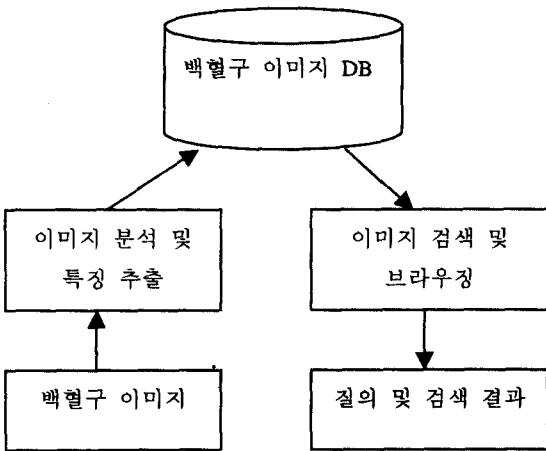 백혈구 이미지 DB
이미지 분석 및
특징 추출
이미지 검색 및
브라우징
백혈구 이미지
질의 및 검색 결과